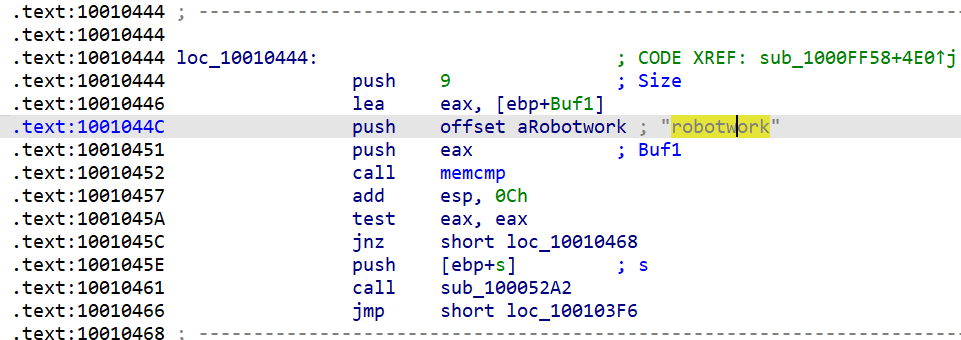 .text:10010444 ; ---------------------------------------------------------------------
.text:10010444
.text:10010444 loc_10010444: ; CODE XREF: sub_1000FF58+4E0↑j
.text:10010444 push 9 ; Size
.text:10010446 lea eax, [ebp+Buf1]
.text:1001044C push offset aRobotwork ; "robotwork"
.text:10010451 push eax ; Buf1
.text:10010452 call memcmp
.text:10010457 add esp, 0Ch
.text:1001045A test eax, eax
.text:1001045C jnz short loc_10010468
.text:1001045E push [ebp+s] ; s
.text:10010461 call sub_100052A2
.text:10010466 jmp short loc_100103F6
.text:10010468 ; ---------------------------------------------------------------------